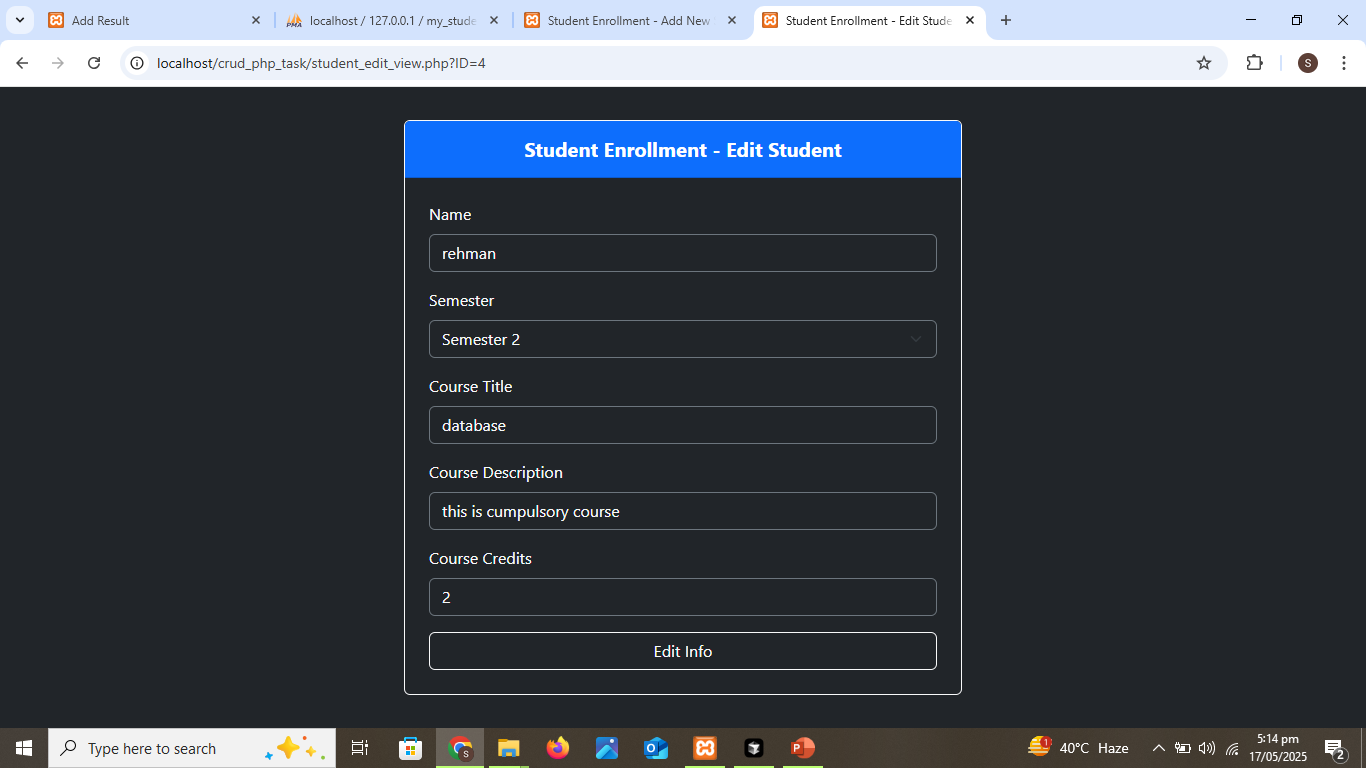 Add Result
localhost / 127.0.0.1 / my_stude
Student Enrollment - Add New
Student Enrollment - Edit Stude
localhost/crud_php_task/student_edit_view.php?ID=4
S
Student Enrollment - Edit Student
Name
rehman
Semester
Semester 2
Course Title
database
Course Description
this is cumpulsory course
Course Credits
2
Edit Info
Type here to search
40°C Haze
5:14 pm
17/05/2025
2